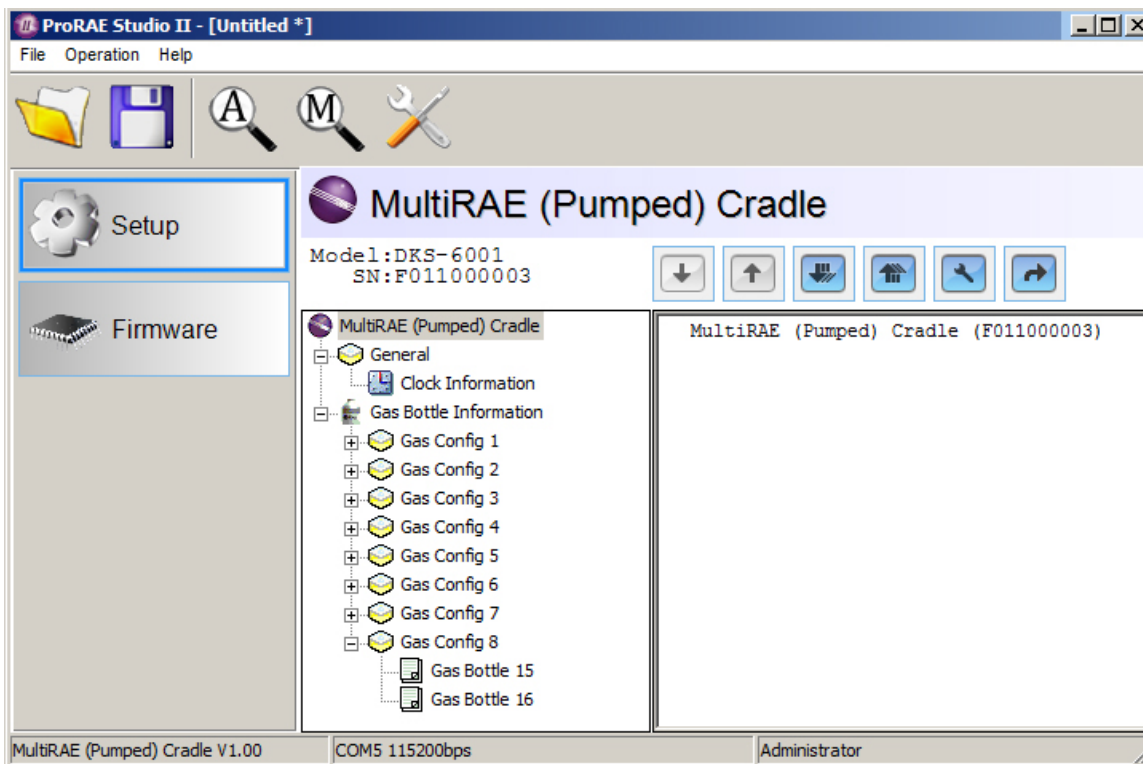 ProRAE Studio II - [Untitled *]
File Operation Help
A M
Setup
Firmware
MultiRAE (Pumped) Cradle
Model:DKS-6001
SN:F011000003
MultiRAE (Pumped) Cradle
General
Clock Information
Gas Bottle Information
Gas Config 1
Gas Config 2
Gas Config 3
Gas Config 4
Gas Config 5
Gas Config 6
Gas Config 7
Gas Config 8
Gas Bottle 15
Gas Bottle 16
MultiRAE (Pumped) Cradle (F011000003)
MultiRAE (Pumped) Cradle V1.00
COM5 115200bps
Administrator